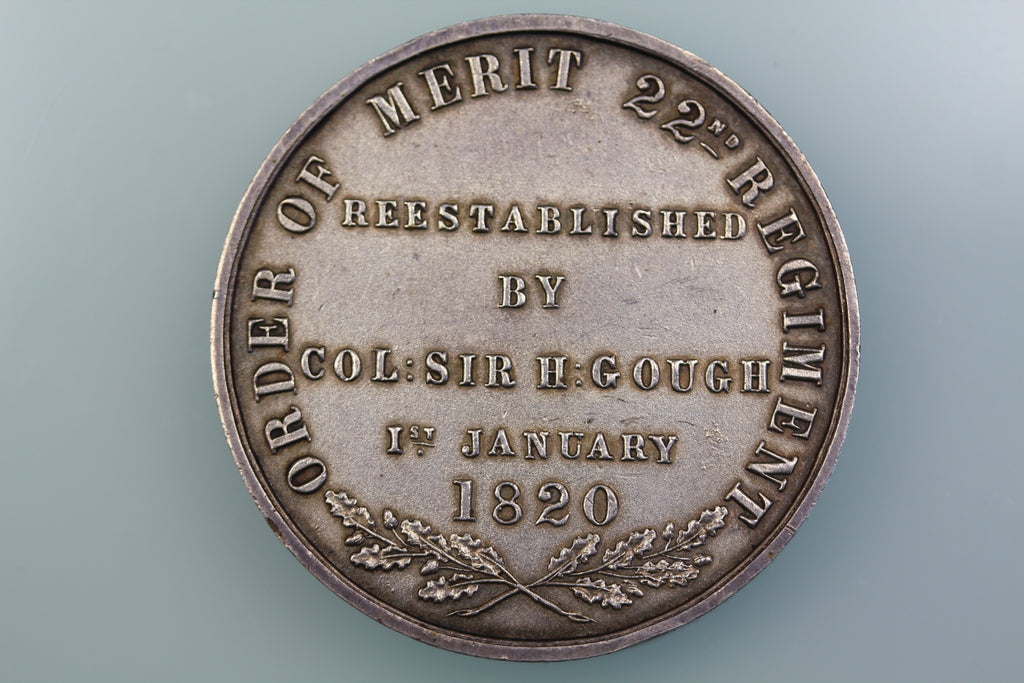 ORDER OF MERIT 22ND REGIMENT
REESTABLISHED
BY
COL:SIR H:GOUGH
1ST JANUARY
1820